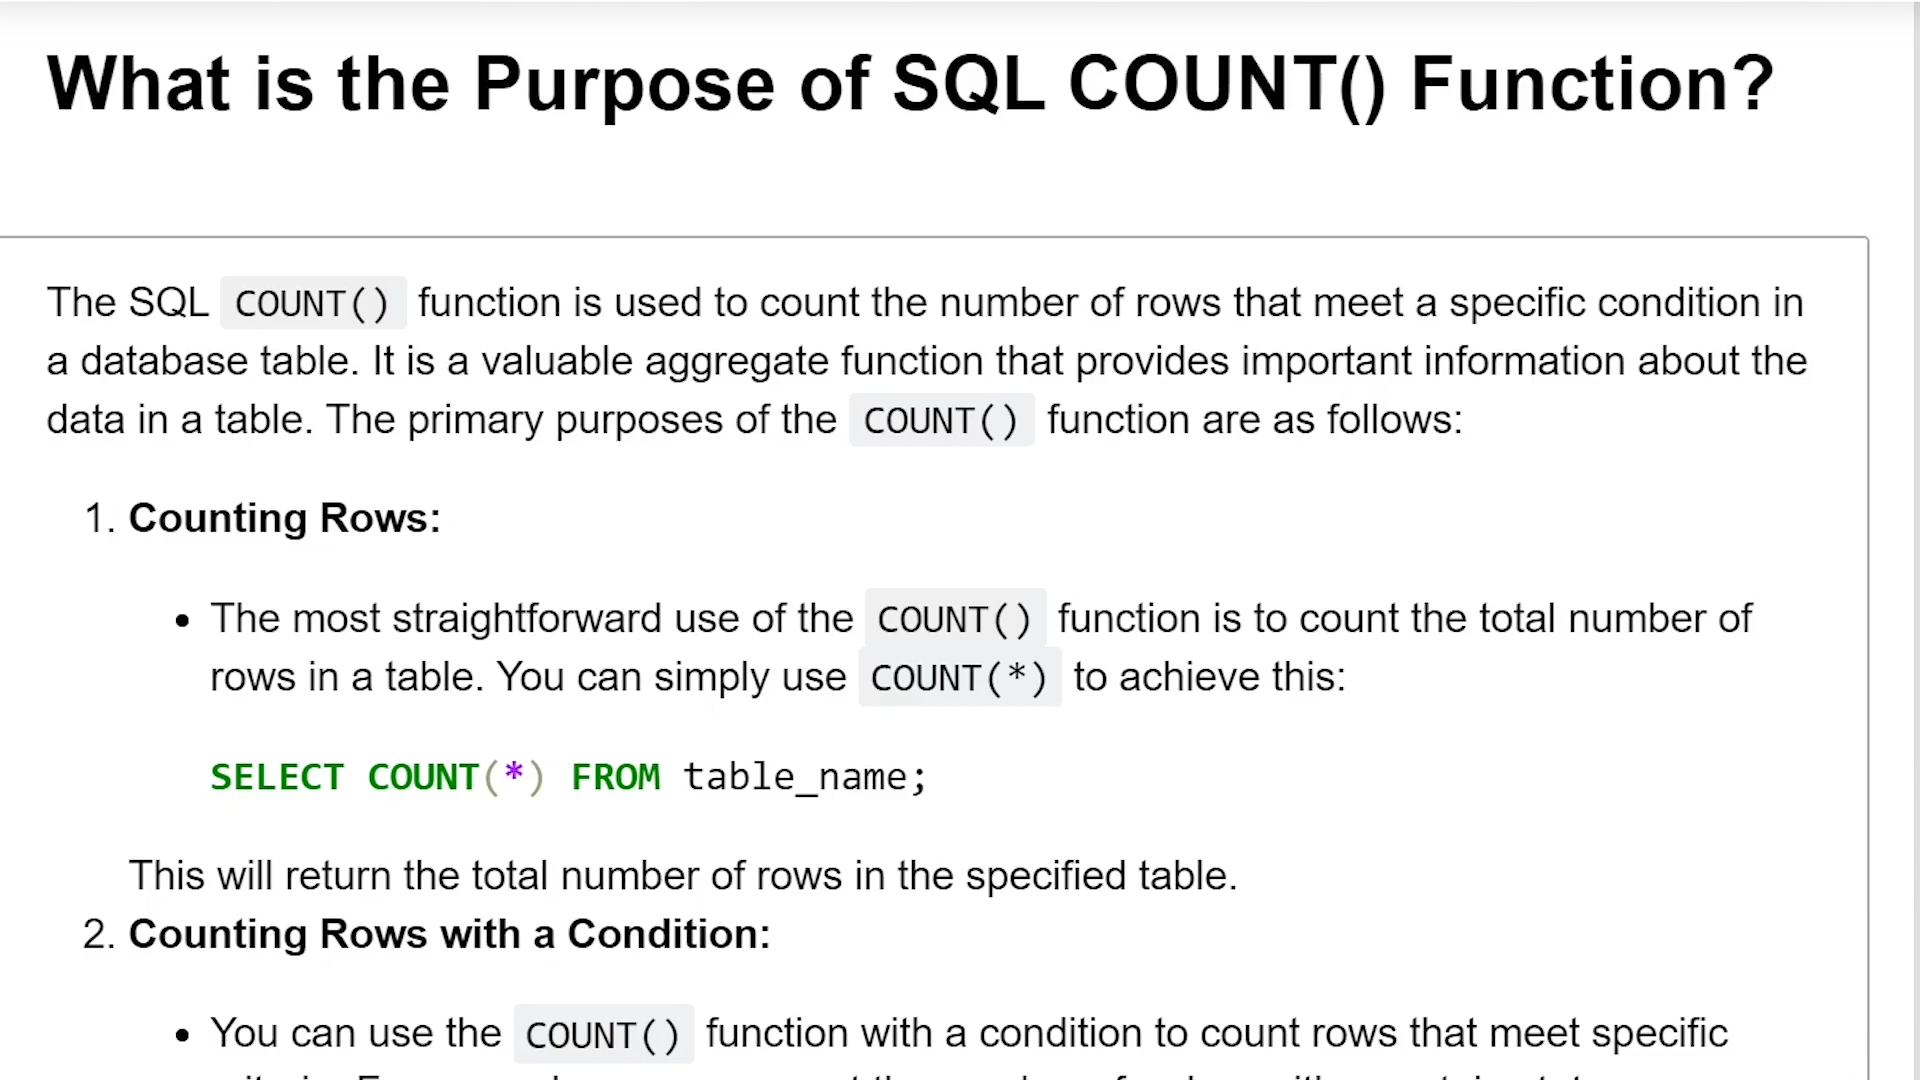 What is the Purpose of SQL COUNT() Function?
The SQL COUNT() function is used to count the number of rows that meet a specific condition in
a database table. It is a valuable aggregate function that provides important information about the
data in a table. The primary purposes of the COUNT() function are as follows:
1. Counting Rows:
• The most straightforward use of the COUNT() function is to count the total number of
rows in a table. You can simply use COUNT(*) to achieve this:
SELECT COUNT(*) FROM table_name;
This will return the total number of rows in the specified table.
2. Counting Rows with a Condition:
• You can use the COUNT() function with a condition to count rows that meet specific